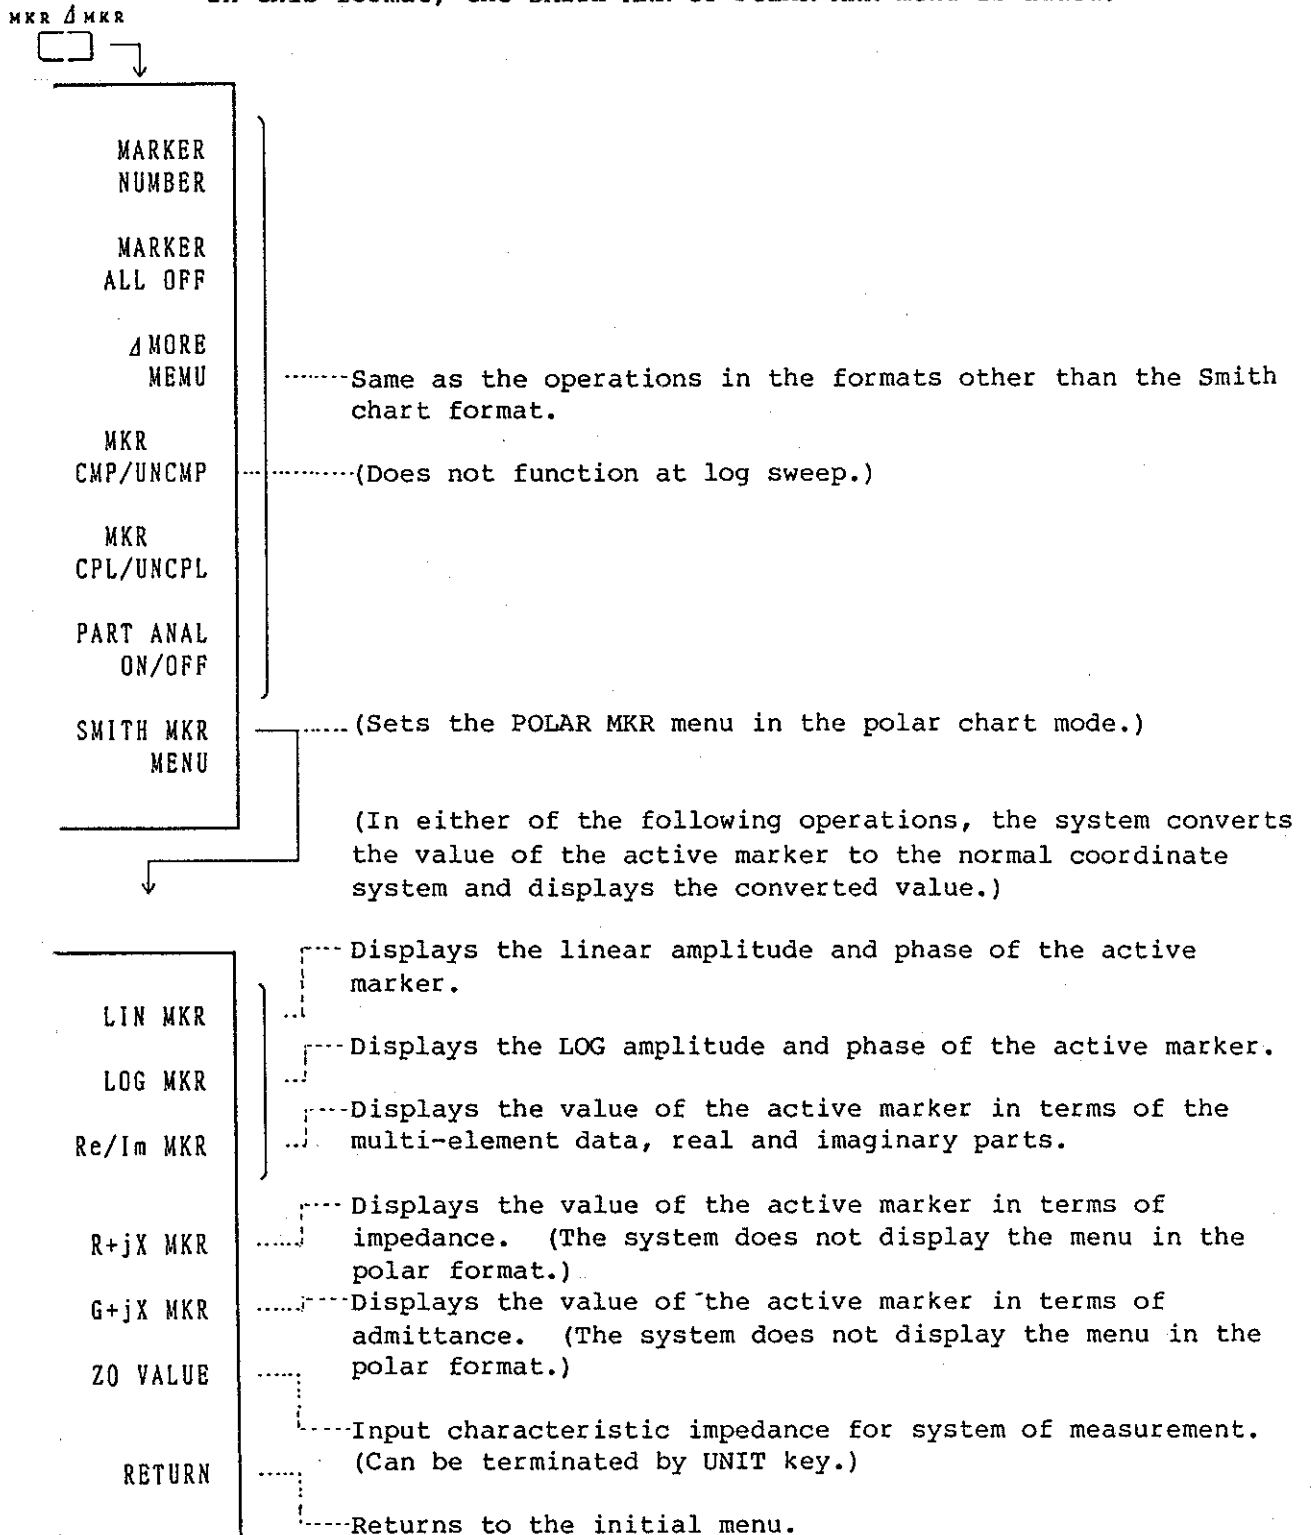 MKR ⊿ MKR
MARKER
NUMBER
MARKER
ALL OFF
⊿ MORE
MEMU
Same as the operations in the formats other than the Smith
chart format.
MKR
CMP/UNCMP
(Does not function at log sweep.)
MKR
CPL/UNCPL
PART ANAL
ON/OFF
SMITH MKR
MENU
(Sets the POLAR MKR menu in the polar chart mode.)
(In either of the following operations, the system converts
the value of the active marker to the normal coordinate
system and displays the converted value.)
LIN MKR
Displays the linear amplitude and phase of the active
marker.
LOG MKR
Displays the LOG amplitude and phase of the active marker.
Re/Im MKR
Displays the value of the active marker in terms of the
multi-element data, real and imaginary parts.
R+jX MKR
Displays the value of the active marker in terms of
impedance. (The system does not display the menu in the
polar format.)
G+jX MKR
Displays the value of the active marker in terms of
admittance. (The system does not display the menu in the
polar format.)
ZO VALUE
Input characteristic impedance for system of measurement.
(Can be terminated by UNIT key.)
RETURN
Returns to the initial menu.